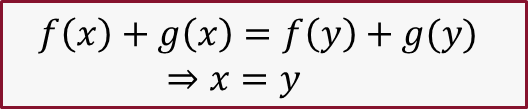 f(x) + g(x) = f(y) + g(y)
⇒ x = y